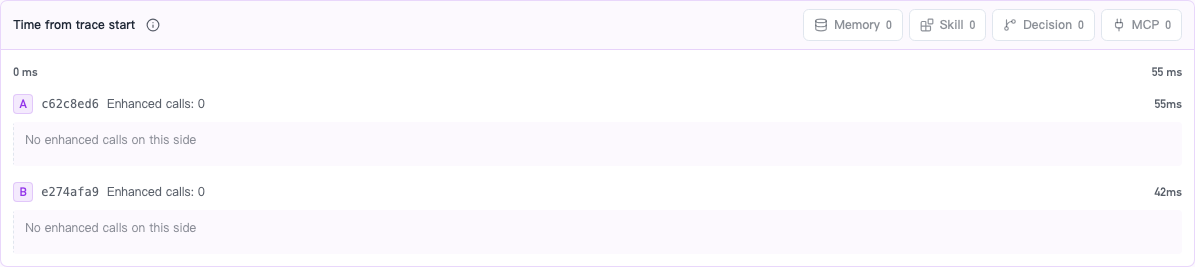 Time from trace start
Memory 0
Skill 0
Decision 0
MCP 0
0 ms
55 ms
A c62c8ed6 Enhanced calls: 0
55ms
No enhanced calls on this side
B e274afa9 Enhanced calls: 0
42ms
No enhanced calls on this side